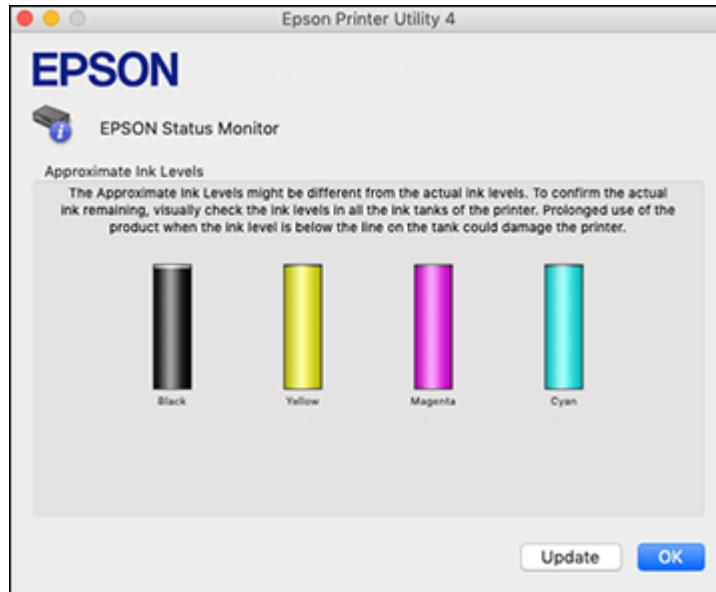 Epson Printer Utility 4
EPSON
EPSON Status Monitor
Approximate Ink Levels
The Approximate Ink Levels might be different from the actual ink levels. To confirm the actual
ink remaining, visually check the ink levels in all the ink tanks of the printer. Prolonged use of the
product when the ink level is below the line on the tank could damage the printer.
Black Yellow Magenta Cyan
Update OK